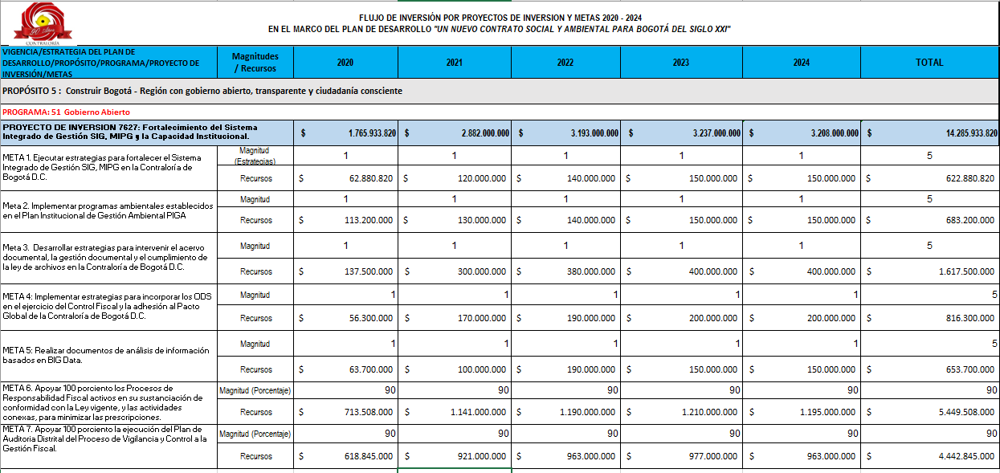 FLUJO DE INVERSIÓN POR PROYECTOS DE INVERSION Y METAS 2020 - 2024
EN EL MARCO DEL PLAN DE DESARROLLO "UN NUEVO CONTRATO SOCIAL Y AMBIENTAL PARA BOGOTÁ DEL SIGLO XXI"
CONTRALORÍA
VIGENCIA/ESTRATEGIA DEL PLAN DE
DESARROLLO/PROPÓSITO/PROGRAMA/PROYECTO DE
INVERSIÓN/METAS
Magnitudes
/ Recursos
2020 2021 2022 2023 2024 TOTAL
PROPÓSITO 5 : Construir Bogotá - Región con gobierno abierto, transparente y ciudadanía consciente
PROGRAMA: 51 Gobierno Abierto
PROYECTO DE INVERSION 7627: Fortalecimiento del Sistema
Integrado de Gestión SIG, MIPG y la Capacidad Institucional.
$ 1.765.933.820 $ 2.882.000.000 $ 3.193.000.000 $ 3.237.000.000 $ 3.208.000.000 $ 14.285.933.820
META 1. Ejecutar estrategias para fortalecer el Sistema
Integrado de Gestión SIG, MIPG en la Contraloría de
Bogotá D.C.
Magnitud
(Estrategias)
1 1 1 1 1 5
Recursos $ 62.880.820 $ 120.000.000 $ 140.000.000 $ 150.000.000 $ 150.000.000 $ 622.880.820
Meta 2. Implementar programas ambientales establecidos
en el Plan Institucional de Gestión Ambiental PIGA
Magnitud 1 1 1 1 1 5
Recursos $ 113.200.000 $ 130.000.000 $ 140.000.000 $ 150.000.000 $ 150.000.000 $ 683.200.000
Meta 3. Desarrollar estrategias para intervenir el acervo
documental, la gestión documental y el cumplimiento de
la ley de archivos en la Contraloría de Bogotá D.C.
Magnitud 1 1 1 1 1 5
Recursos $ 137.500.000 $ 300.000.000 $ 380.000.000 $ 400.000.000 $ 400.000.000 $ 1.617.500.000
META 4: Implementar estrategias para incorporar los ODS
en el ejercicio del Control Fiscal y la adhesión al Pacto
Global de la Contraloría de Bogotá D.C.
Magnitud 1 1 1 1 1 5
Recursos $ 56.300.000 $ 170.000.000 $ 190.000.000 $ 200.000.000 $ 200.000.000 $ 816.300.000
META 5: Realizar documentos de análisis de información
basados en BIG Data.
Magnitud 1 1 1 1 1 5
Recursos $ 63.700.000 $ 100.000.000 $ 190.000.000 $ 150.000.000 $ 150.000.000 $ 653.700.000
META 6. Apoyar 100 porciento los Procesos de
Responsabilidad Fiscal activos en su sustanciación de
conformidad con la Ley vigente, y las actividades
conexas, para minimizar las prescripciones.
Magnitud (Porcentaje) 90 90 90 90 90 90
Recursos $ 713.508.000 $ 1.141.000.000 $ 1.190.000.000 $ 1.210.000.000 $ 1.195.000.000 $ 5.449.508.000
META 7. Apoyar 100 porciento la ejecución del Plan de
Auditoria Distrital del Proceso de Vigilancia y Control a la
Gestión Fiscal.
Magnitud (Porcentaje) 90 90 90 90 90 90
Recursos $ 618.845.000 $ 921.000.000 $ 963.000.000 $ 977.000.000 $ 963.000.000 $ 4.442.845.000